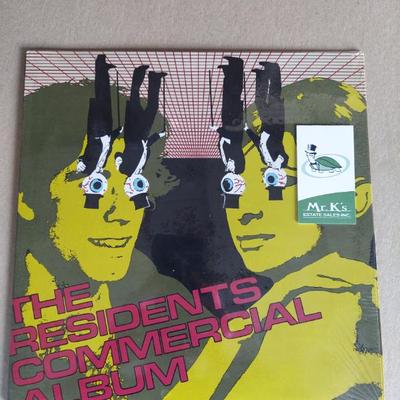 THE
RESIDENTS
COMMERCIAL
ALBUM
Mr. K's
ESTATE SALES INC.